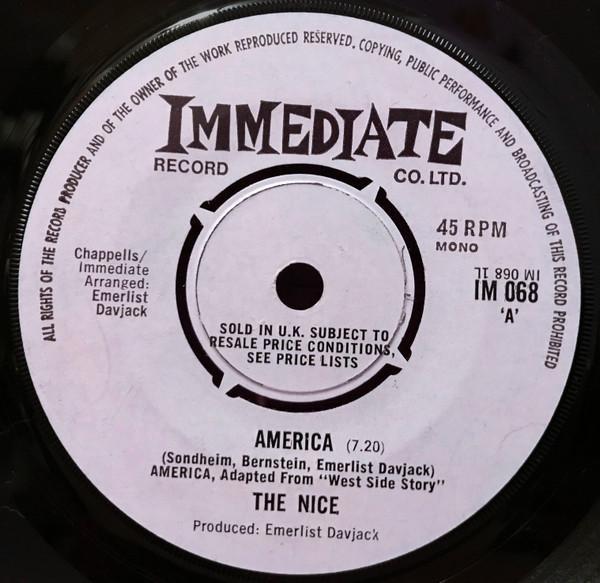 ALL RIGHTS OF THE RECORD PRODUCER AND OF THE OWNER OF THE WORK REPRODUCED RESERVED. COPYING, PUBLIC PERFORMANCE AND BROADCASTING OF THIS RECORD PROHIBITED
IMMEDIATE
RECORD CO. LTD.
45 RPM
MONO
IM 068 1L
IM 068
'A'
Chappells/
Immediate
Arranged:
Emerlist
Davjack
SOLD IN U.K. SUBJECT TO
RESALE PRICE CONDITIONS,
SEE PRICE LISTS
AMERICA (7.20)
(Sondheim, Bernstein, Emerlist Davjack)
AMERICA, Adapted From "West Side Story"
THE NICE
Produced: Emerlist Davjack